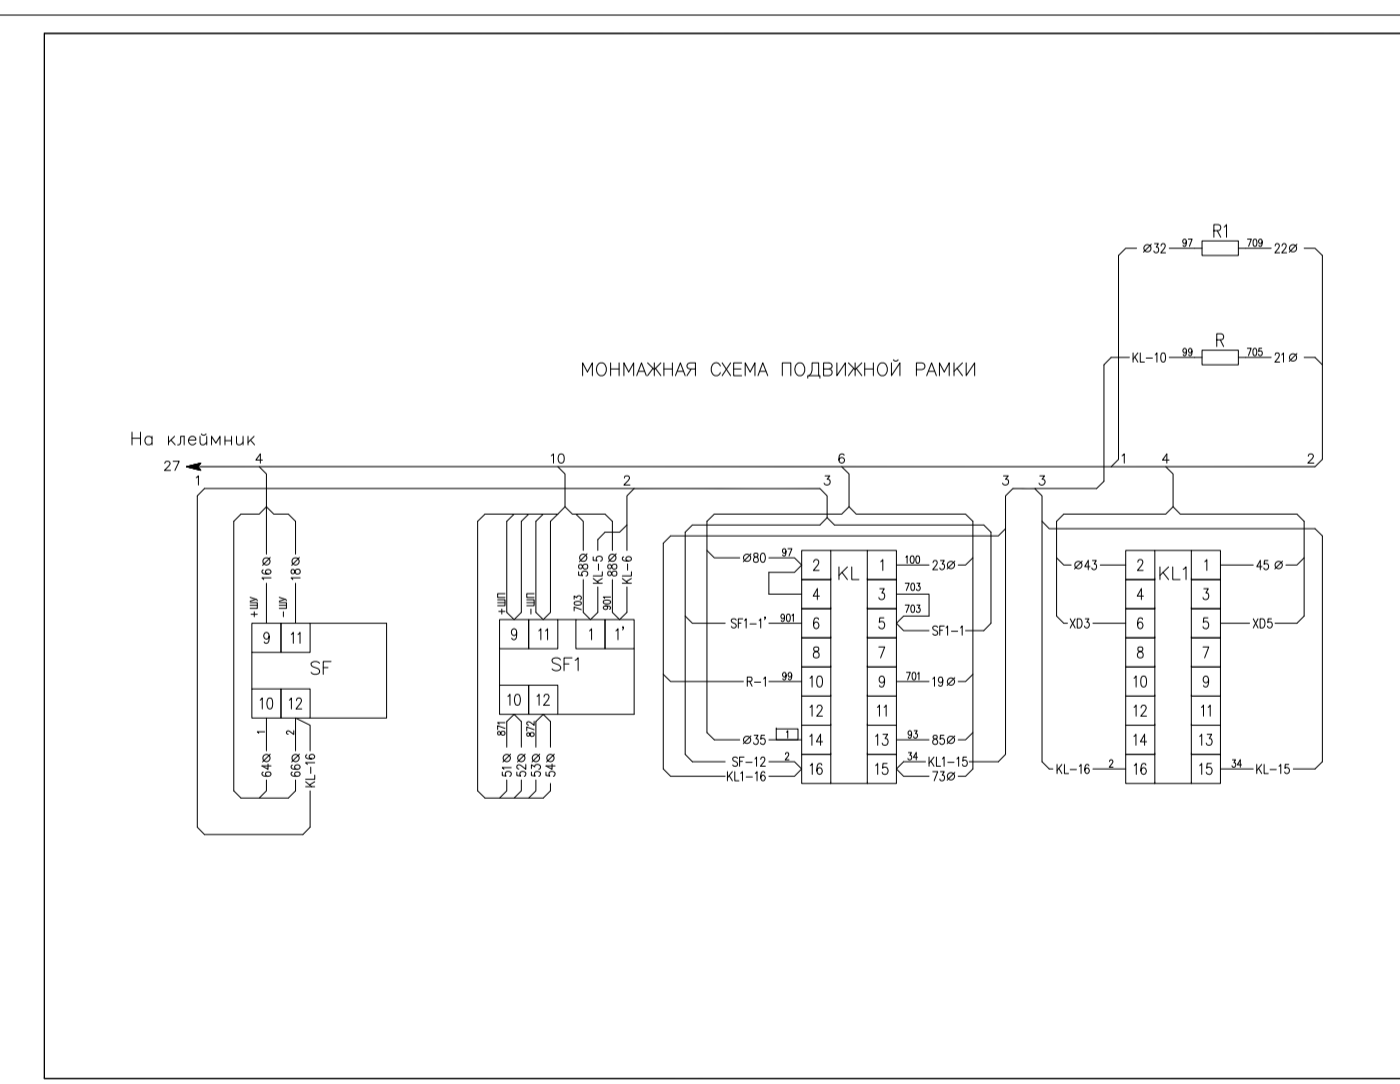 R1
Ø32 97 709 22Ø
R
KL-10 99 705 21Ø
МОНМАЖНАЯ СХЕМА ПОДВИЖНОЙ РАМКИ
На клеймник
27 4 10 6 1 4 2
1 2 3 3 3
16Ø 18Ø
+ШУ -ШУ
9 11
SF
10 12
1 2
64Ø 66Ø KL-16
58Ø KL-5 88Ø KL-6
+ШП -ШП 703 901
9 11 1 1'
SF1
10 12
871 872
51Ø 52Ø 53Ø 54Ø
KL
Ø80 97 2 1 100 23Ø
4 3 703
703
SF1-1' 901 6 5 SF1-1
8 7
R-1 99 10 9 701 19Ø
12 11
Ø35 1 14 13 93 85Ø
SF-12 2 34 KL1-15
16 15
KL1-16 73Ø
KL1
Ø43 2 1 45 Ø
4 3
XD3 6 5 XD5
8 7
10 9
12 11
14 13
KL-16 2 16 15 34 KL-15